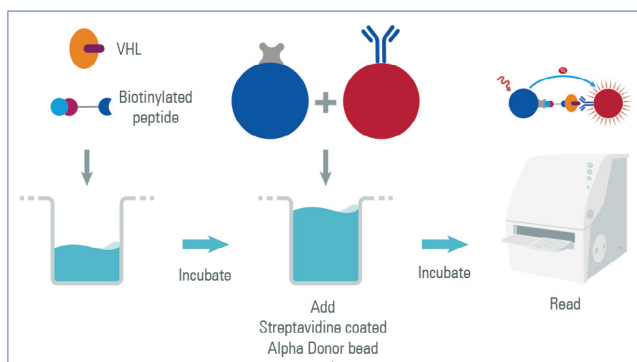 VHL
Biotinylated
peptide
Incubate
Add
Streptavidine coated
Alpha Donor bead
Incubate
Read